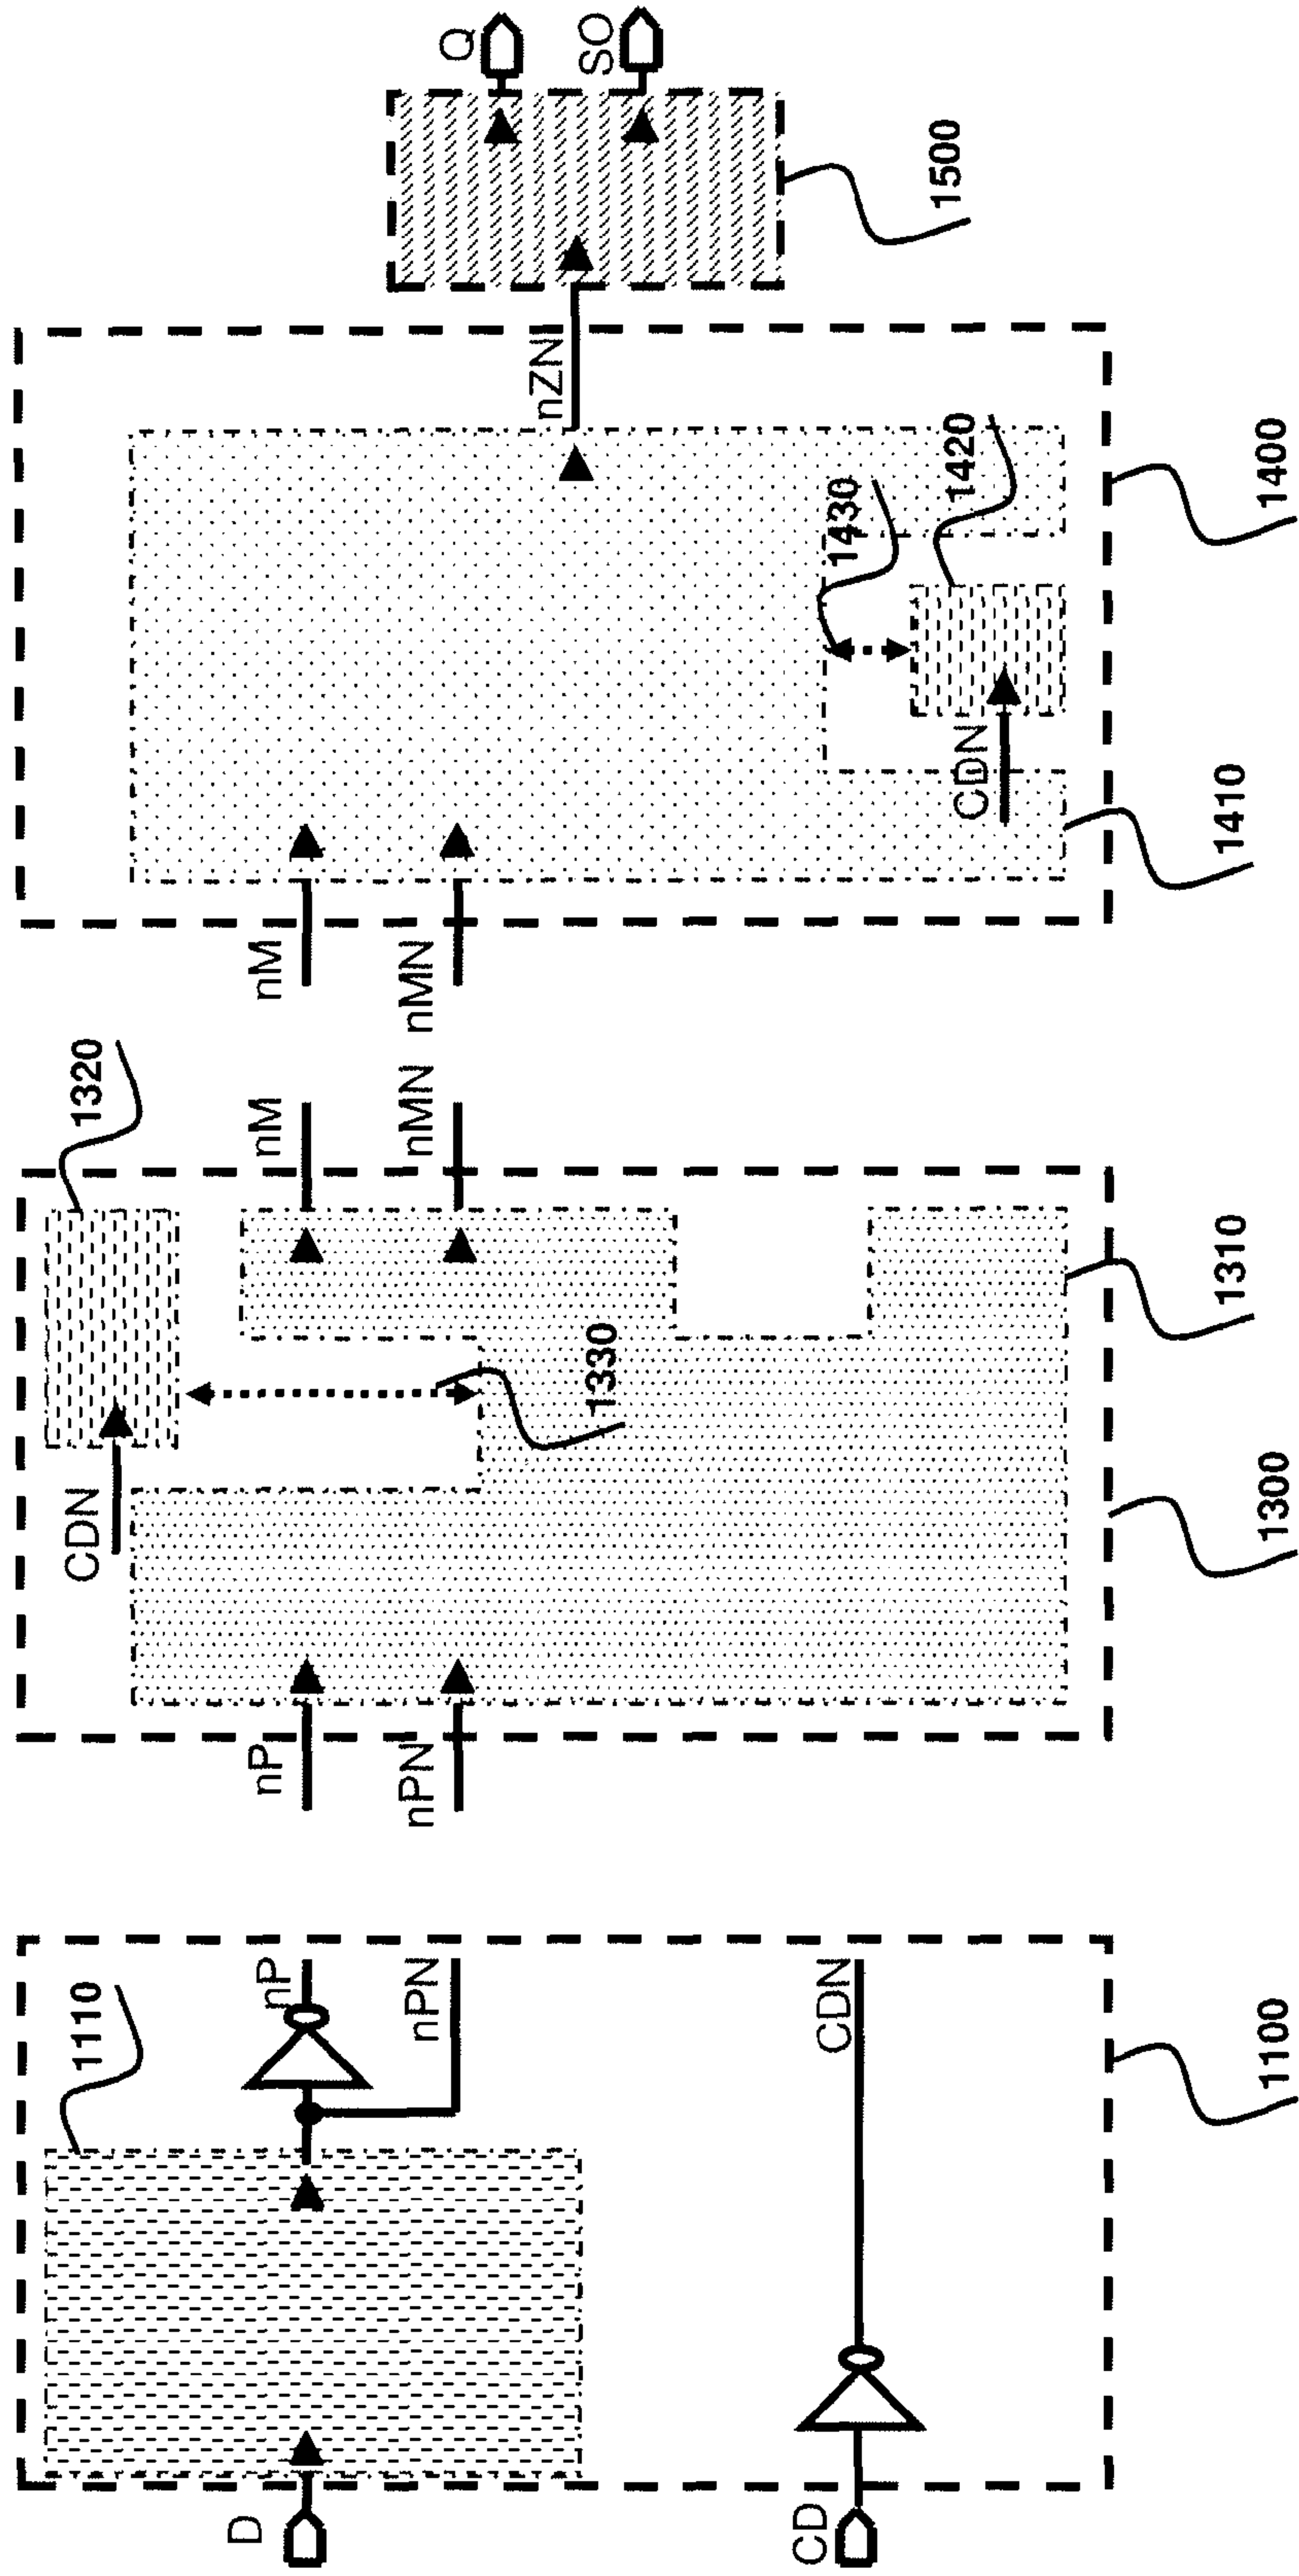 D
1110
nP
nPN
CD
CDN
1100
nP
nPN
CDN
1320
nM
nMN
1330
1310
1300
nM
nMN
nZN
1430
1420
CDN
1410
1400
Q
SO
1500